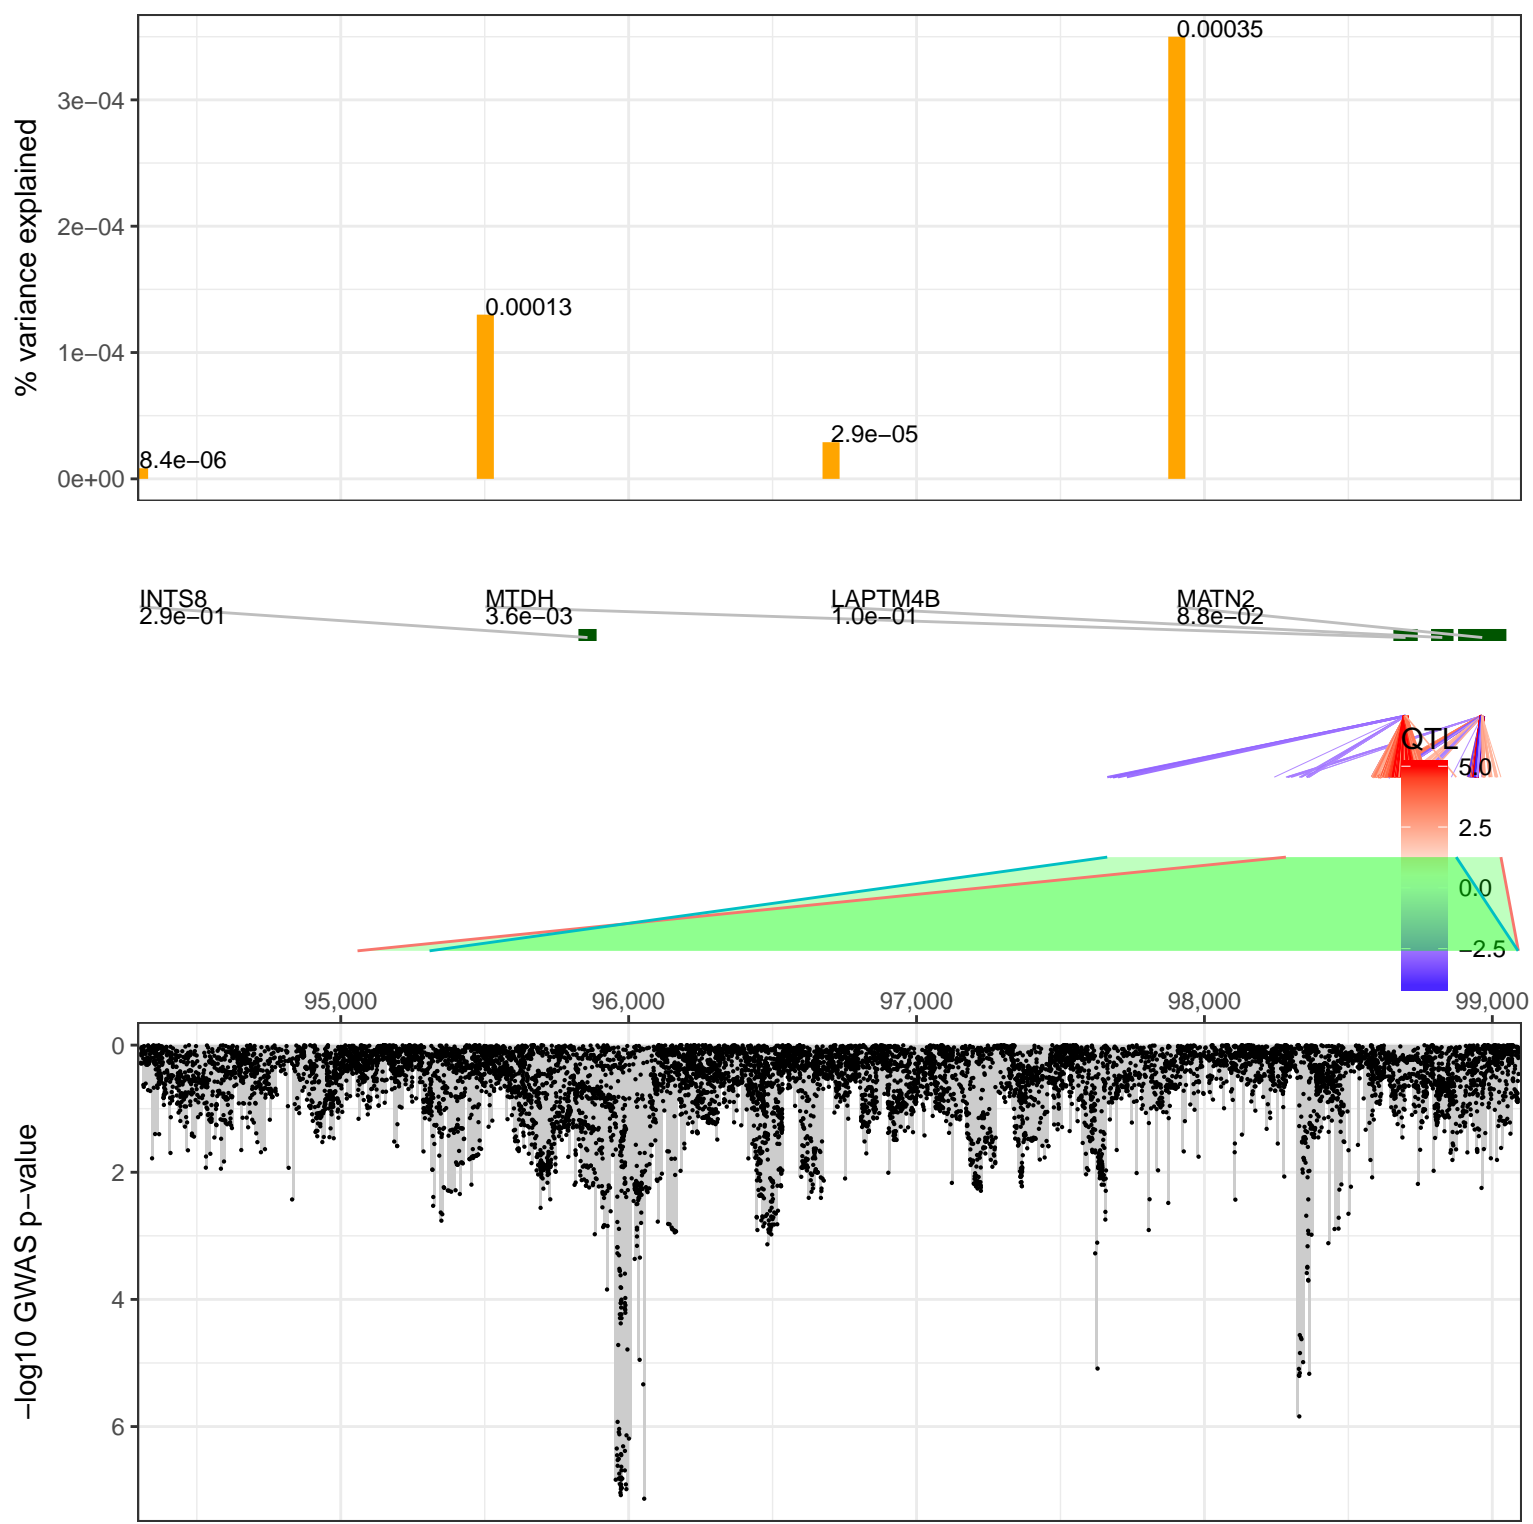 0.00035
3e−04
2e−04
0.00013
1e−04
2.9e−05
8.4e−06
0e+00
% variance explained
INTS8 MTDH LAPTM4B MATN2
2.9e−01 3.6e−03 1.0e−01 8.8e−02
QTL
5.0
2.5
0.0
−2.5
95,000 96,000 97,000 98,000 99,000
0
2
4
6
−log10 GWAS p−value